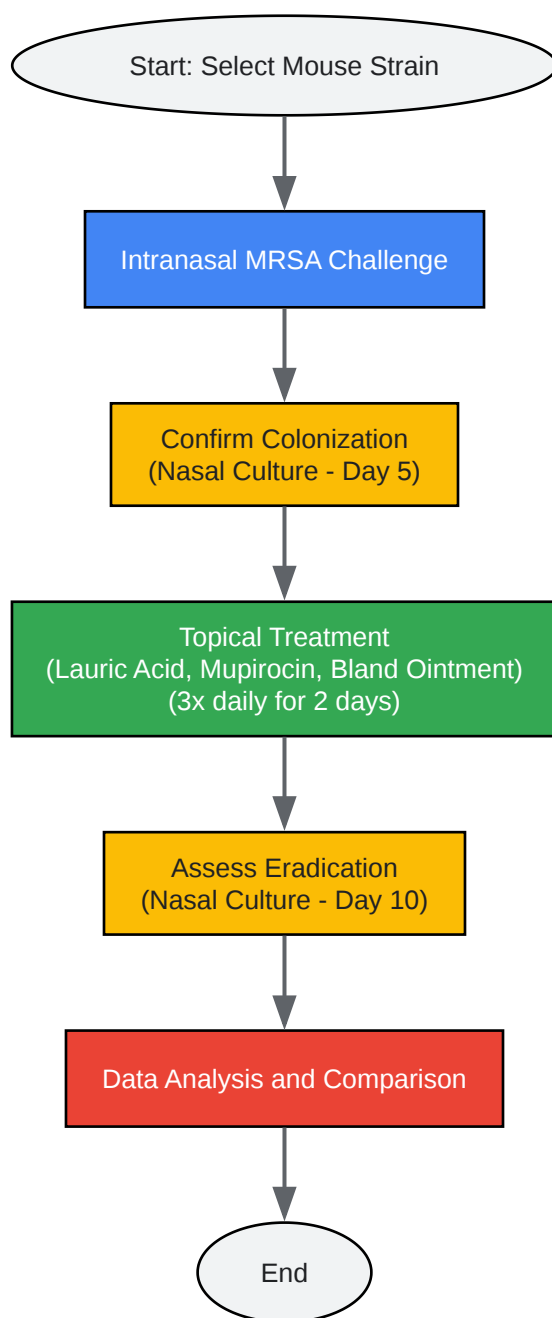 Start: Select Mouse Strain
Intranasal MRSA Challenge
Confirm Colonization
(Nasal Culture - Day 5)
Topical Treatment
(Lauric Acid, Mupirocin, Bland Ointment)
(3x daily for 2 days)
Assess Eradication
(Nasal Culture - Day 10)
Data Analysis and Comparison
End